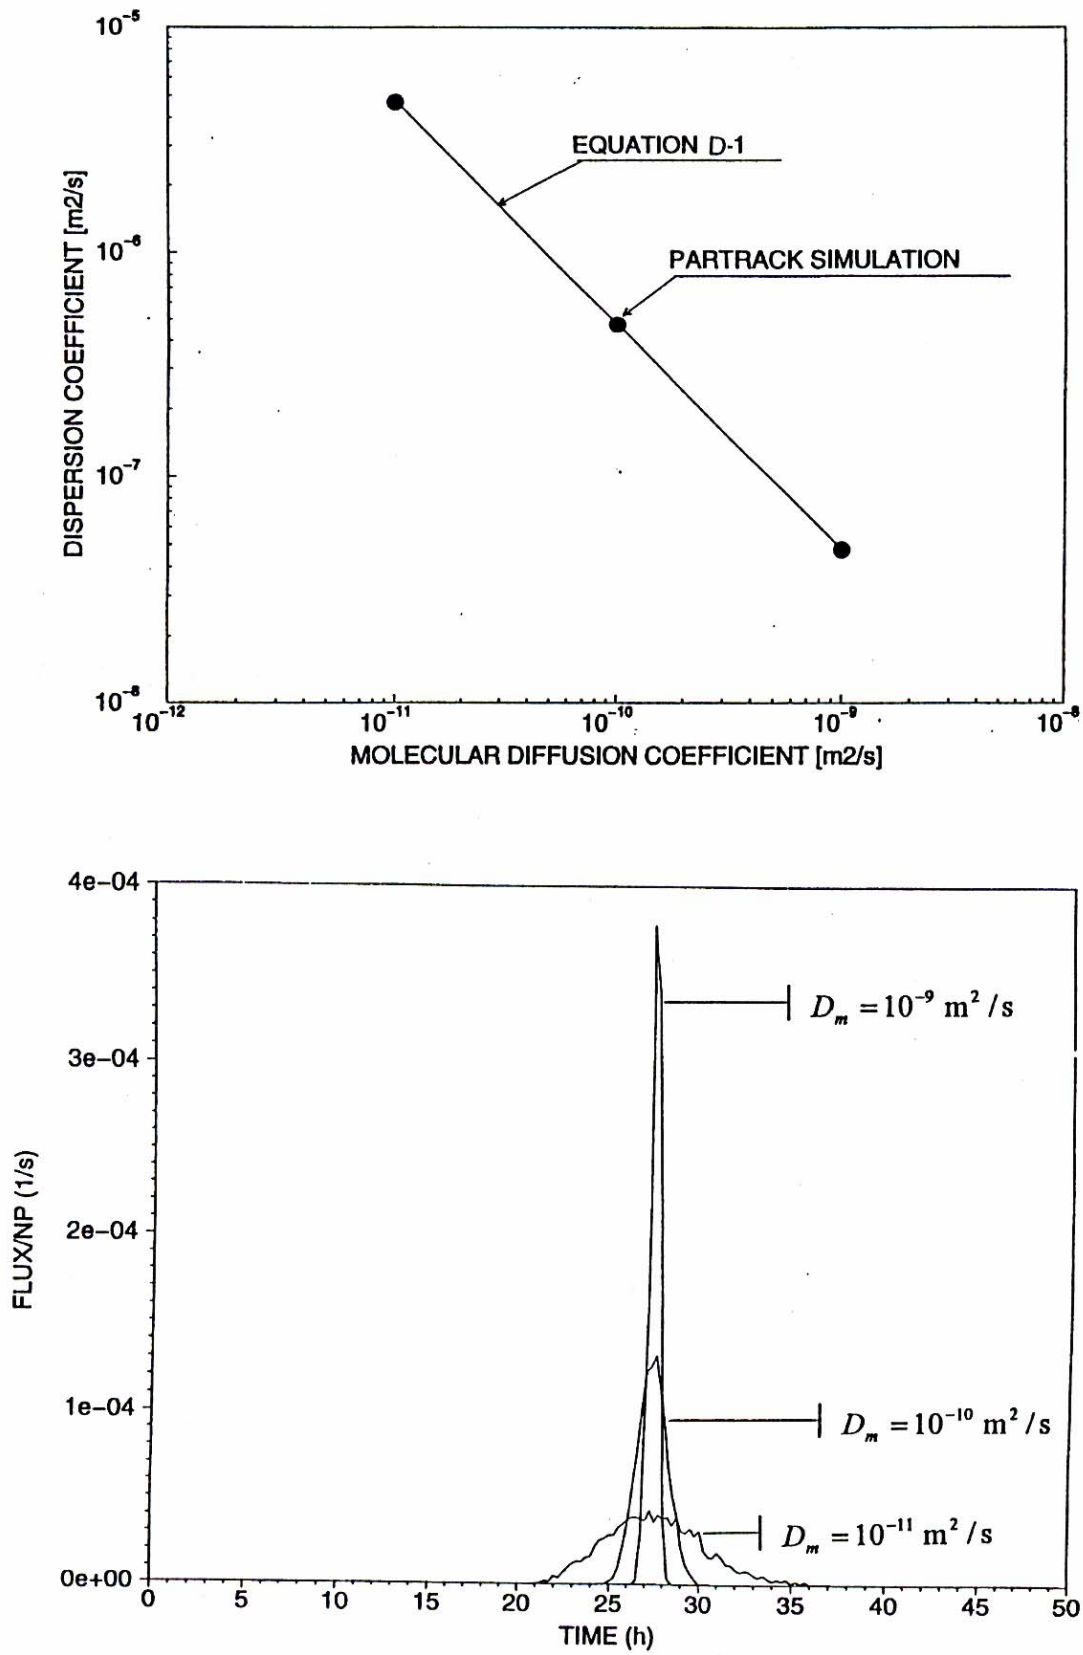 10⁻⁵
EQUATION D-1
10⁻⁶
PARTRACK SIMULATION
DISPERSION COEFFICIENT [m2/s]
10⁻⁷
10⁻⁸
10⁻¹² 10⁻¹¹ 10⁻¹⁰ 10⁻⁹ 10⁻⁸
MOLECULAR DIFFUSION COEFFICIENT [m2/s]
4e−04
D_m = 10⁻⁹ m²/s
3e−04
FLUX/NP (1/s)
2e−04
1e−04
D_m = 10⁻¹⁰ m²/s
D_m = 10⁻¹¹ m²/s
0e+00
0 5 10 15 20 25 30 35 40 45 50
TIME (h)